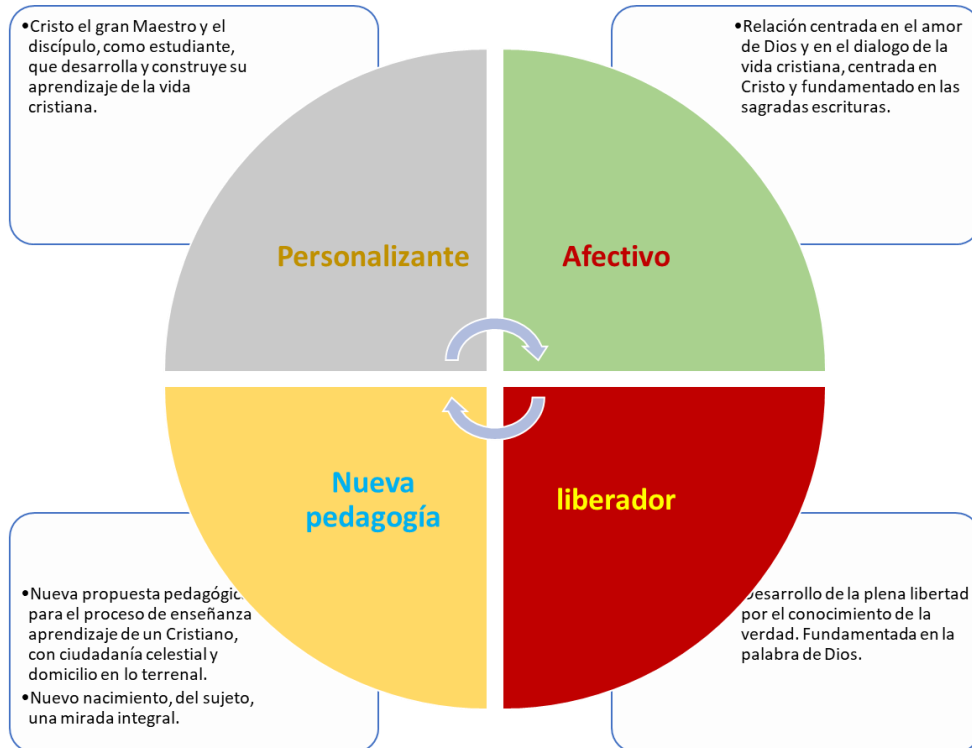 •Cristo el gran Maestro y el
discípulo, como estudiante,
que desarrolla y construye su
aprendizaje de la vida
cristiana.
•Relación centrada en el amor
de Dios y en el dialogo de la
vida cristiana, centrada en
Cristo y fundamentado en las
sagradas escrituras.
Personalizante
Afectivo
Nueva
pedagogía
liberador
•Nueva propuesta pedagógic
para el proceso de enseñanza
aprendizaje de un Cristiano,
con ciudadanía celestial y
domicilio en lo terrenal.
•Nuevo nacimiento, del sujeto,
una mirada integral.
Desarrollo de la plena libertad
por el conocimiento de la
verdad. Fundamentada en la
palabra de Dios.